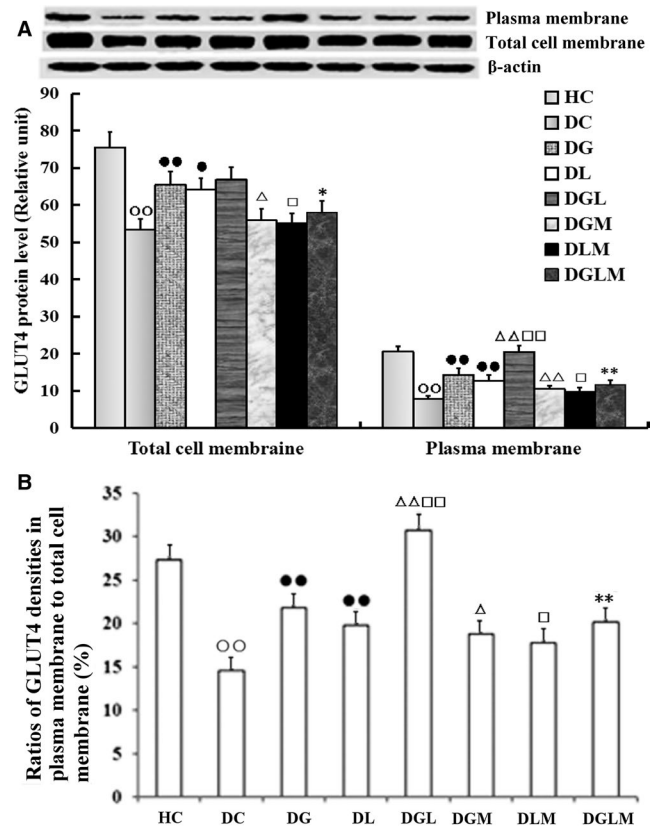 A
Plasma membrane
Total cell membrane
β-actin
GLUT4 protein level (Relative unit)
90
80
70
60
50
40
30
20
10
0
HC
DC
DG
DL
DGL
DGM
DLM
DGLM
○○
●●
●
△
□
*
○○
●●
●●
△△□□
△△
□
**
Total cell membraine
Plasma membrane
B
Ratios of GLUT4 densities in
plasma membrane to total cell
membrane (%)
35
30
25
20
15
10
5
0
○○
●●
●●
△△□□
△
□
**
HC
DC
DG
DL
DGL
DGM
DLM
DGLM